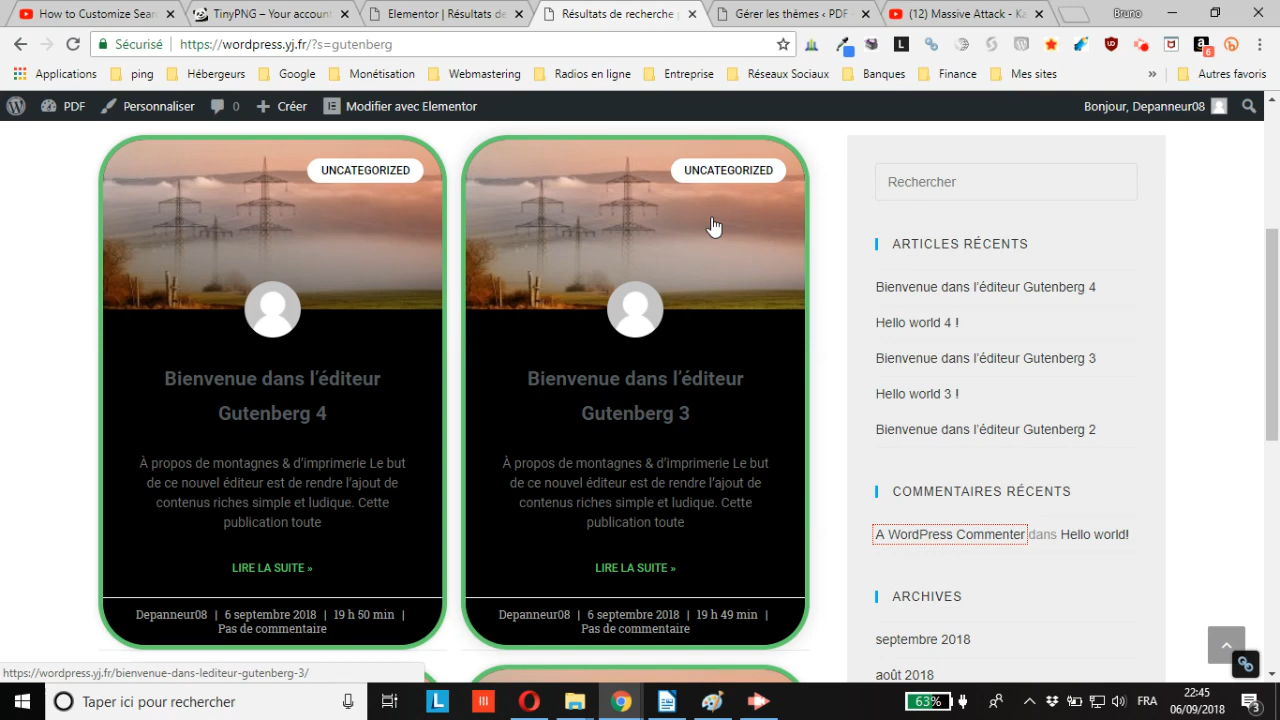 How to Customize Sear
TinyPNG – Your account
Elementor | Résultats de
Résultats de recherche
Gérer les thèmes ‹ PDF
(12) Massive Attack - Ka
Bruno
Sécurisé
https://wordpress.yj.fr/?s=gutenberg
6
Applications
ping
Hébergeurs
Google
Monétisation
Webmastering
Radios en ligne
Entreprise
Réseaux Sociaux
Banques
Finance
Mes sites
»
Autres favoris
PDF
Personnaliser
0
Créer
Modifier avec Elementor
Bonjour, Depanneur08
UNCATEGORIZED
Bienvenue dans l’éditeur
Gutenberg 4
À propos de montagnes & d’imprimerie Le but
de ce nouvel éditeur est de rendre l’ajout de
contenus riches simple et ludique. Cette
publication toute
LIRE LA SUITE »
Depanneur08 | 6 septembre 2018 | 19 h 50 min |
Pas de commentaire
UNCATEGORIZED
Bienvenue dans l’éditeur
Gutenberg 3
À propos de montagnes & d’imprimerie Le but
de ce nouvel éditeur est de rendre l’ajout de
contenus riches simple et ludique. Cette
publication toute
LIRE LA SUITE »
Depanneur08 | 6 septembre 2018 | 19 h 49 min |
Pas de commentaire
Rechercher
ARTICLES RÉCENTS
Bienvenue dans l’éditeur Gutenberg 4
Hello world 4 !
Bienvenue dans l’éditeur Gutenberg 3
Hello world 3 !
Bienvenue dans l’éditeur Gutenberg 2
COMMENTAIRES RÉCENTS
A WordPress Commenter dans Hello world!
ARCHIVES
septembre 2018
août 2018
https://wordpress.yj.fr/bienvenue-dans-lediteur-gutenberg-3/
Taper ici pour rechercher
L
63%
FRA
22:45
06/09/2018
3